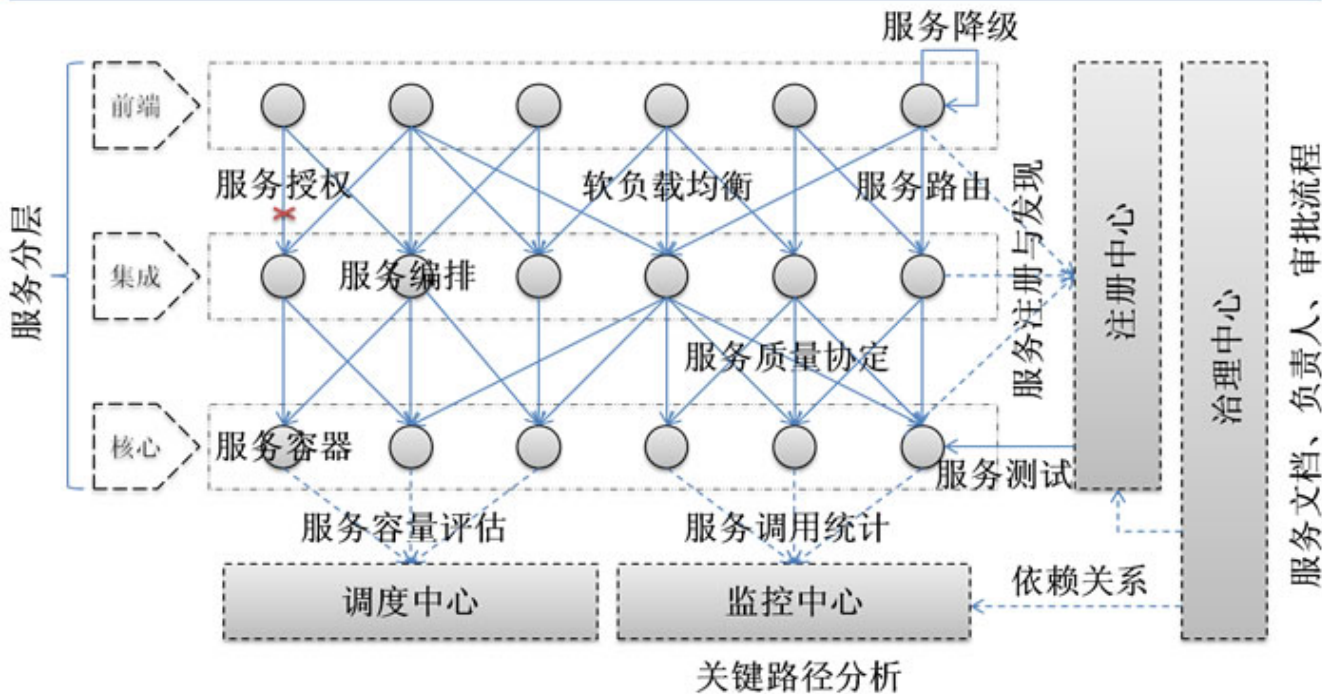 服务降级
前端
服务授权
软负载均衡
服务路由
服务分层
集成
服务编排
服务注册与发现
注册中心
治理中心
服务文档、负责人、审批流程
服务质量协定
核心
服务容器
服务测试
服务容量评估
服务调用统计
调度中心
监控中心
依赖关系
关键路径分析